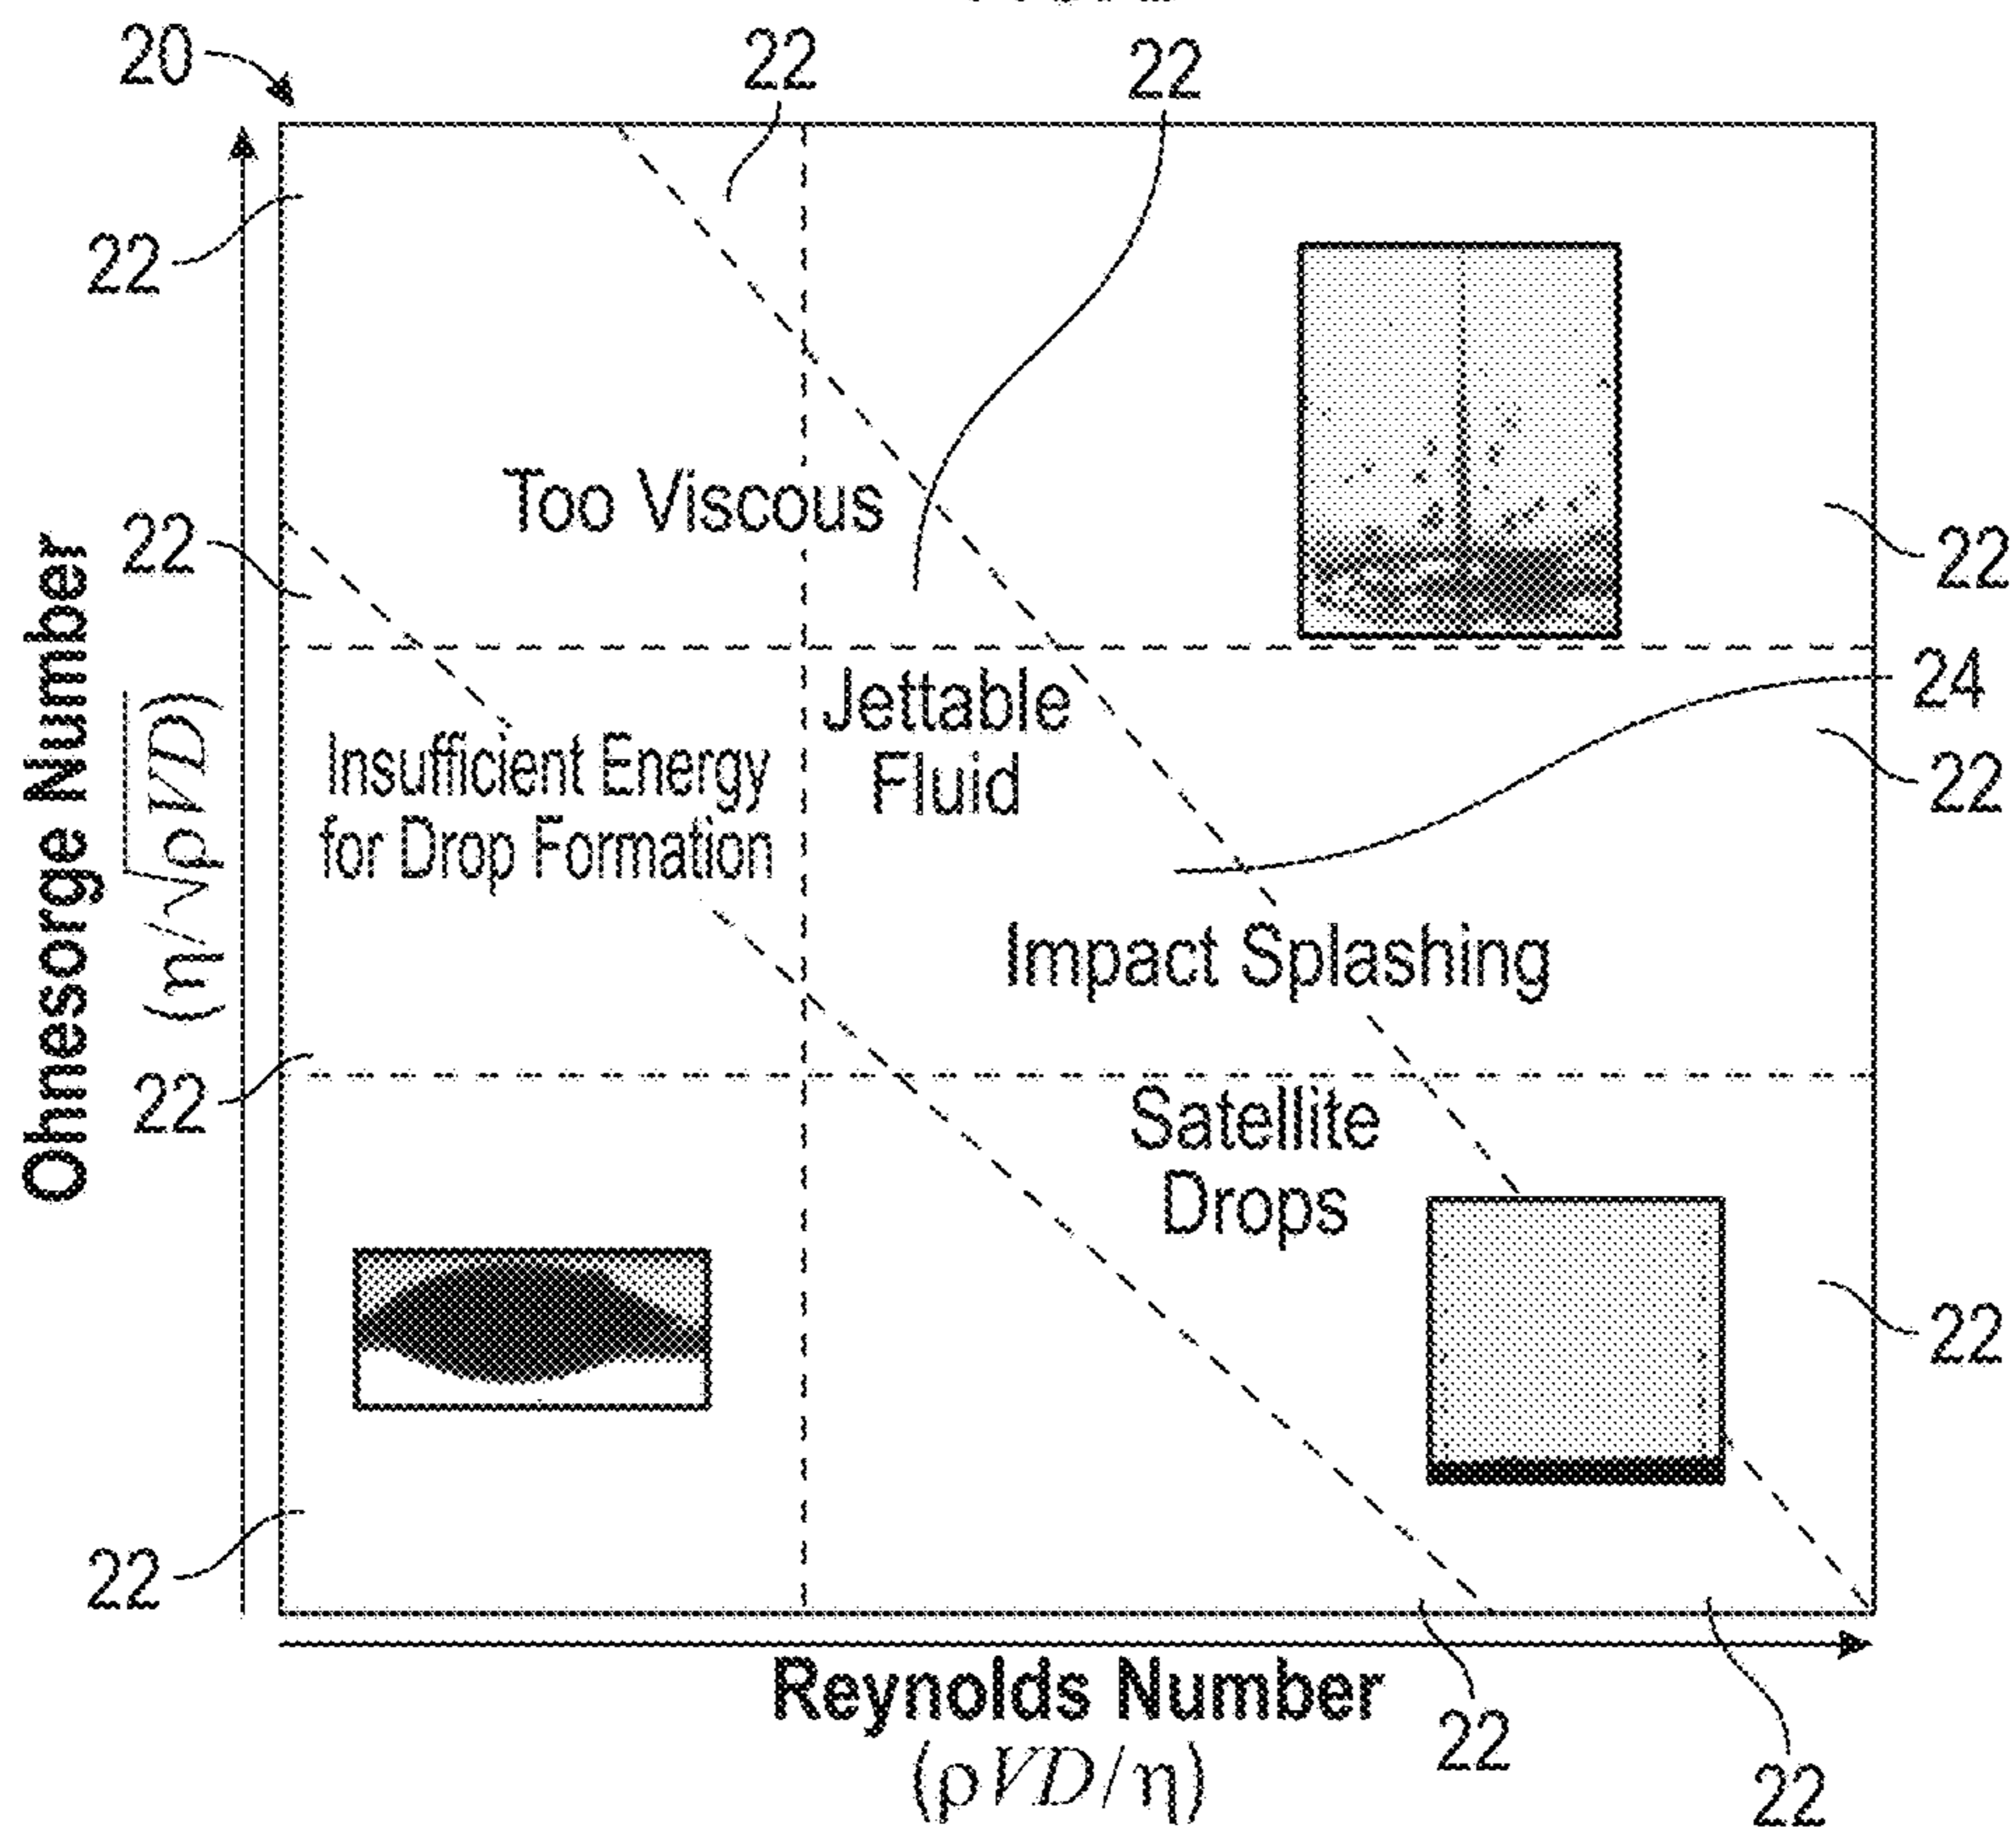 20
22
22
22
22
Too Viscous
22
22
Jettable
Fluid
24
22
Insufficient Energy
for Drop Formation
Impact Splashing
22
Satellite
Drops
22
22
Ohnesorge Number
(η/√ρVD)
Reynolds Number
(ρVD/η)
22
22